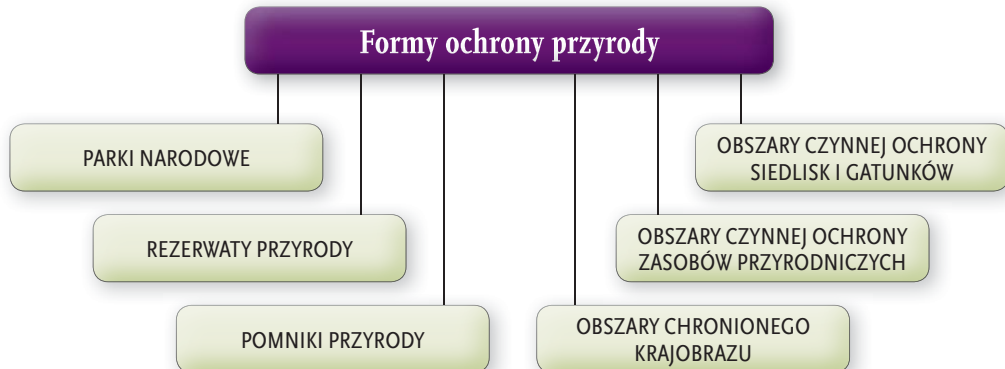 Formy ochrony przyrody
PARKI NARODOWE
OBSZARY CZYNNEJ OCHRONY
SIEDLISK I GATUNKÓW
REZERWATY PRZYRODY
OBSZARY CZYNNEJ OCHRONY
ZASOBÓW PRZYRODNICZYCH
POMNIKI PRZYRODY
OBSZARY CHRONIONEGO
KRAJOBRAZU